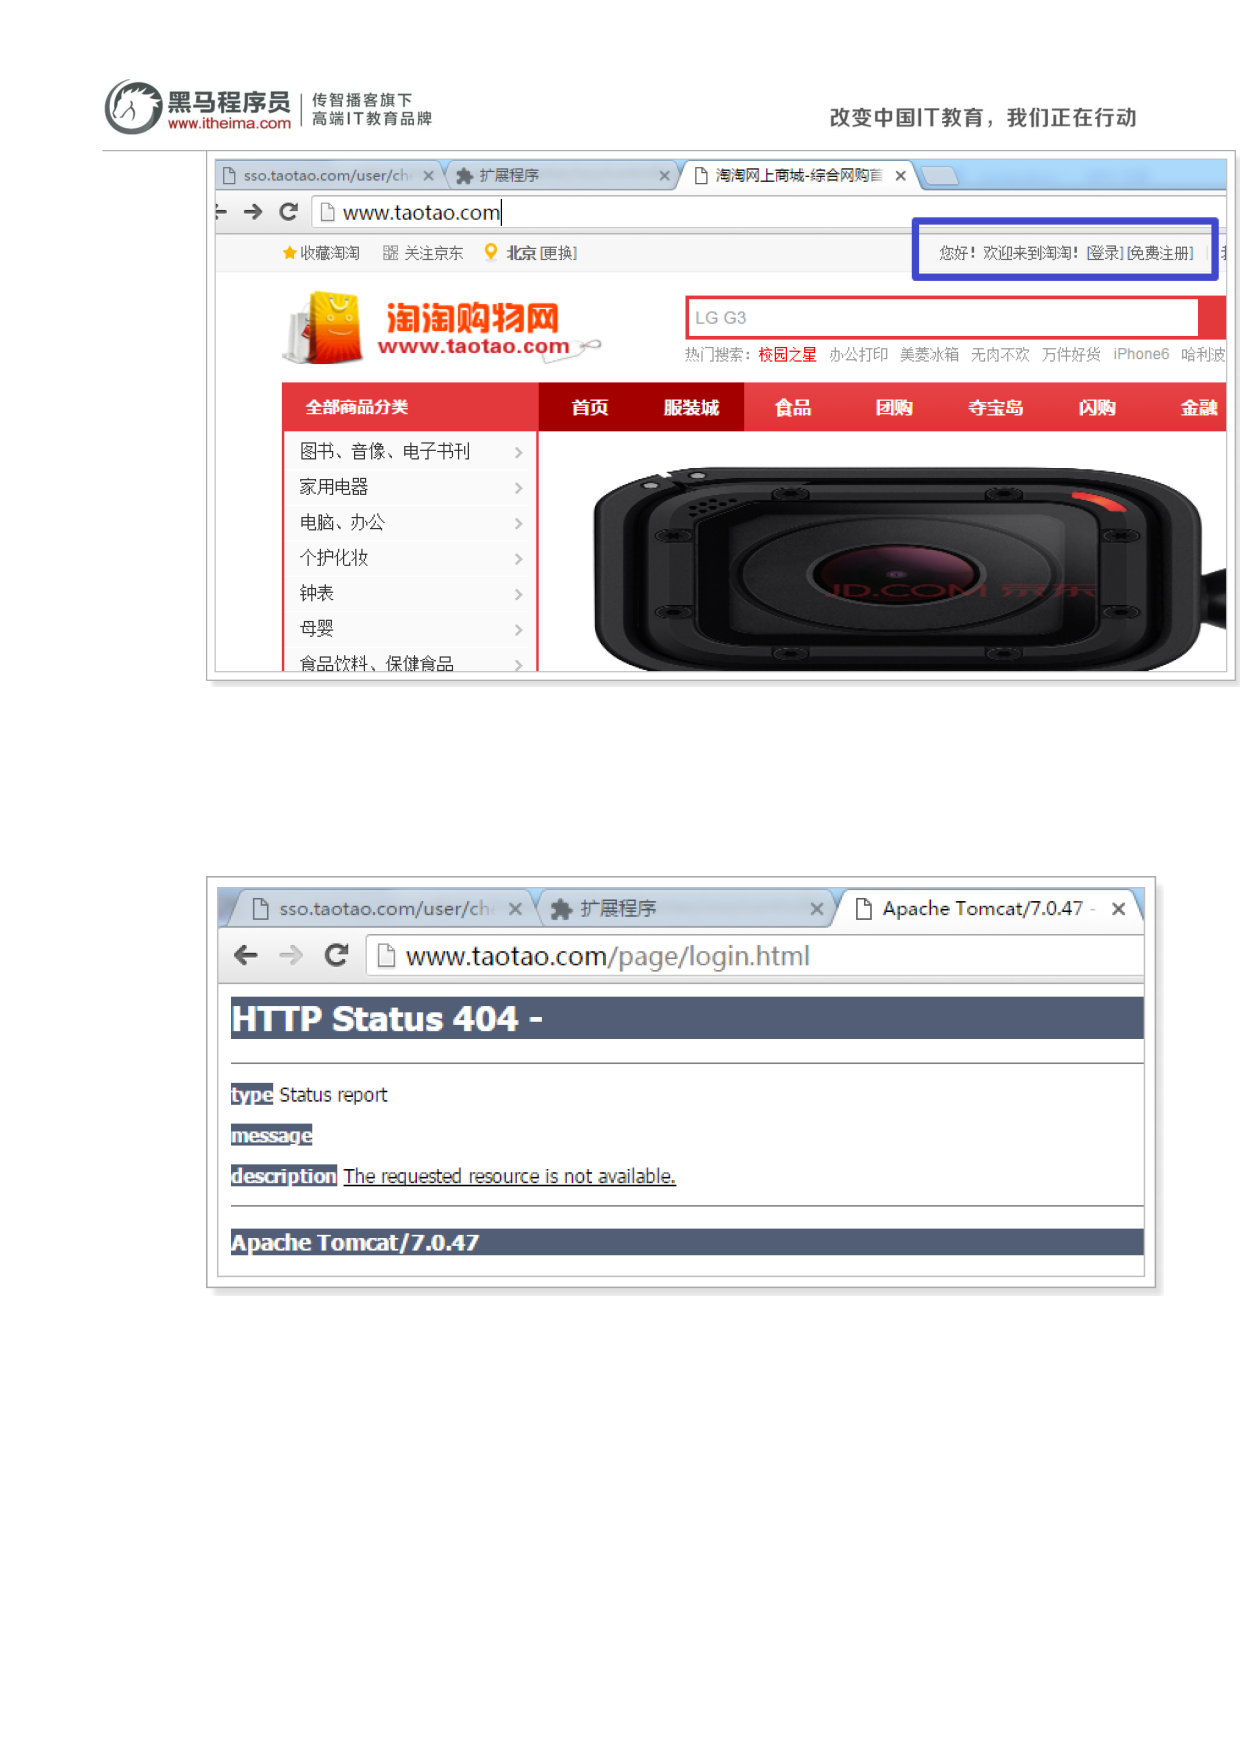 黑马程序员
www.itheima.com
传智播客旗下
高端IT教育品牌
改变中国IT教育，我们正在行动
sso.taotao.com/user/ch
扩展程序
淘淘网上商城-综合网购首
www.taotao.com
收藏淘淘 关注京东 北京 [更换]
您好！欢迎来到淘淘！[登录] [免费注册]
淘淘购物网
www.taotao.com
LG G3
热门搜索：校园之星 办公打印 美菱冰箱 无肉不欢 万件好货 iPhone6 哈利波
全部商品分类 首页 服装城 食品 团购 夺宝岛 闪购 金融
图书、音像、电子书刊
家用电器
电脑、办公
个护化妆
钟表
母婴
食品饮料、保健食品
JD.COM 京东
sso.taotao.com/user/ch
扩展程序
Apache Tomcat/7.0.47 -
www.taotao.com/page/login.html
HTTP Status 404 -
type Status report
message
description The requested resource is not available.
Apache Tomcat/7.0.47